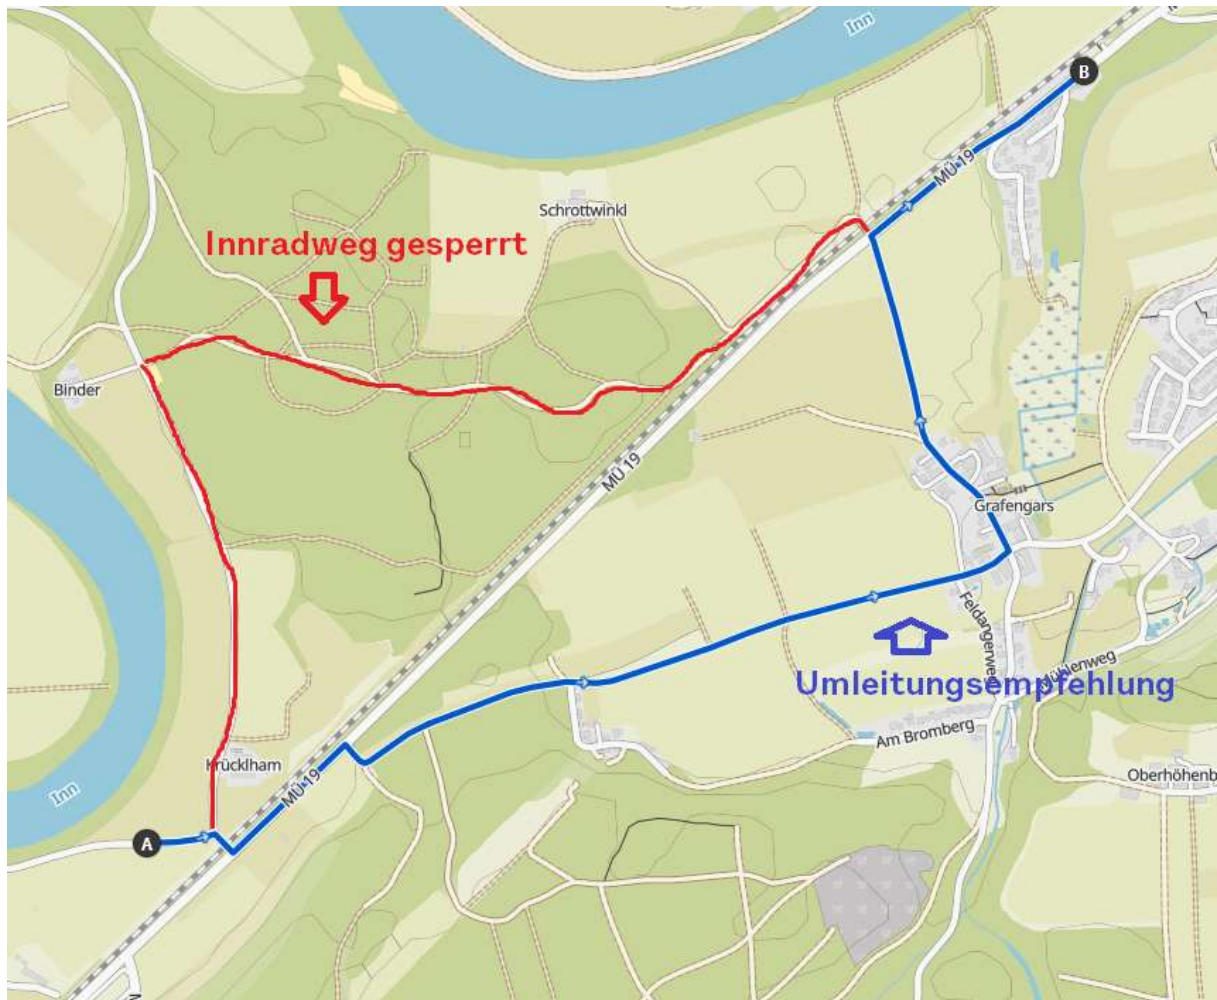 Inn
B
MÜ 19
Schrottwinkl
Innradweg gesperrt
Binder
MÜ 19
Grafengars
Feldangerweg
Umleitungsempfehlung
Mühlenweg
Am Bromberg
Krücklham
MÜ 19
Oberhöhenb
Inn
A